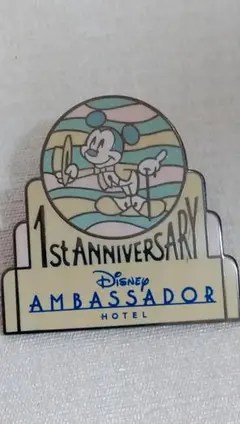 1st ANNIVERSARY
Disney
AMBASSADOR
HOTEL